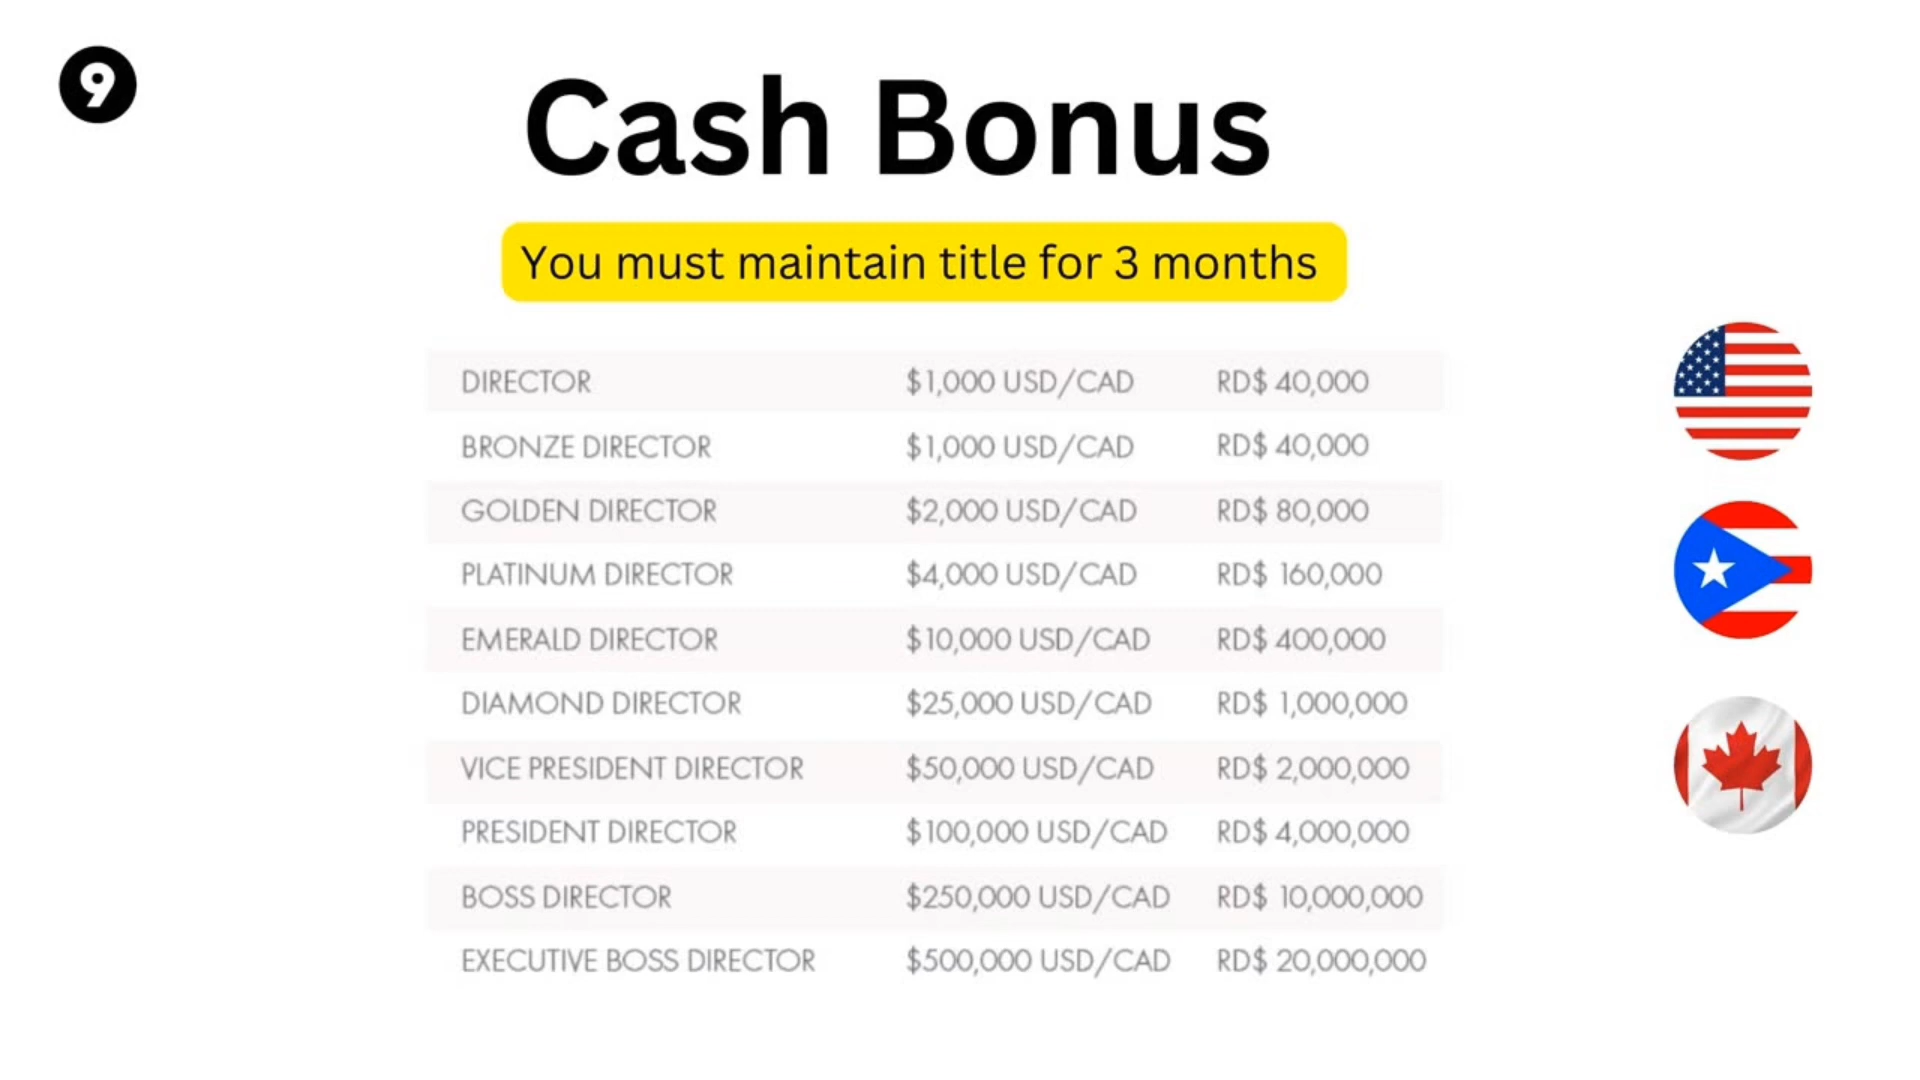 9
Cash Bonus
You must maintain title for 3 months
DIRECTOR $1,000 USD/CAD RD$ 40,000
BRONZE DIRECTOR $1,000 USD/CAD RD$ 40,000
GOLDEN DIRECTOR $2,000 USD/CAD RD$ 80,000
PLATINUM DIRECTOR $4,000 USD/CAD RD$ 160,000
EMERALD DIRECTOR $10,000 USD/CAD RD$ 400,000
DIAMOND DIRECTOR $25,000 USD/CAD RD$ 1,000,000
VICE PRESIDENT DIRECTOR $50,000 USD/CAD RD$ 2,000,000
PRESIDENT DIRECTOR $100,000 USD/CAD RD$ 4,000,000
BOSS DIRECTOR $250,000 USD/CAD RD$ 10,000,000
EXECUTIVE BOSS DIRECTOR $500,000 USD/CAD RD$ 20,000,000